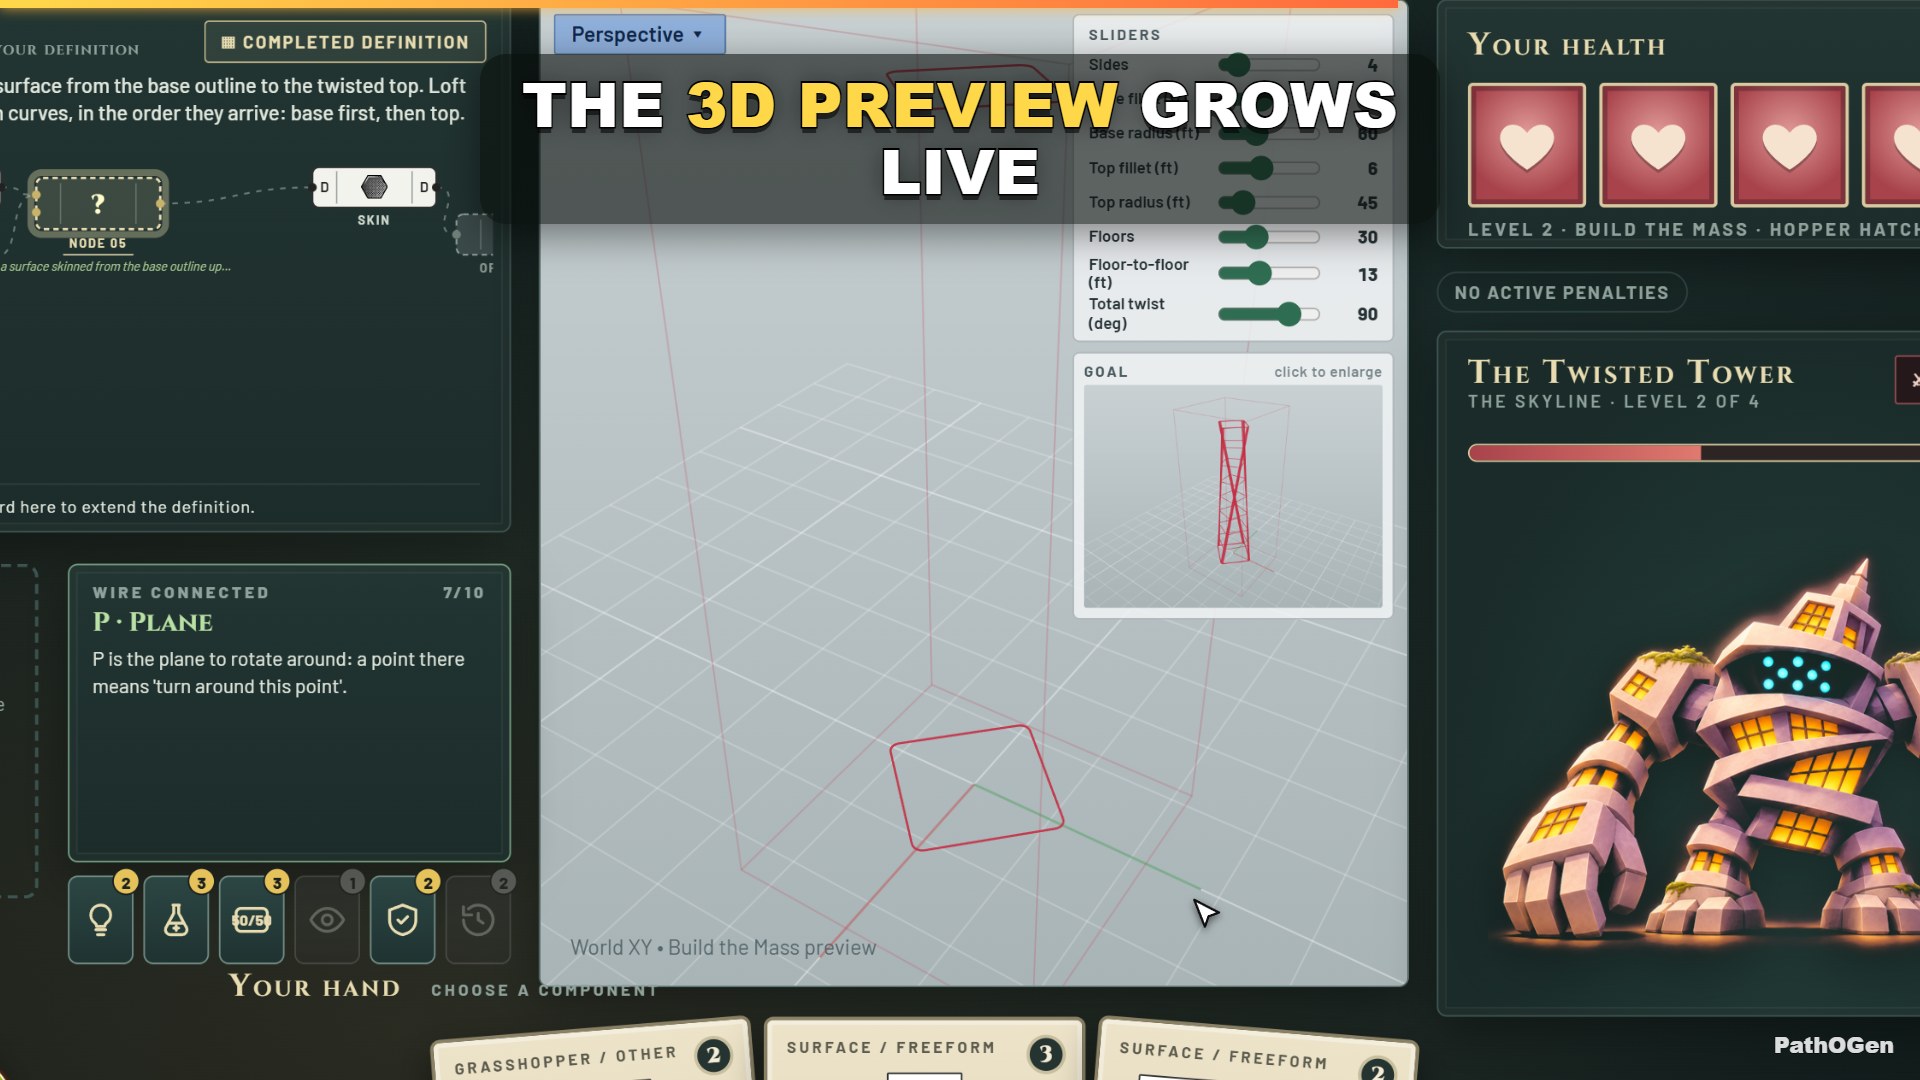 YOUR DEFINITION
COMPLETED DEFINITION
surface from the base outline to the twisted top. Loft
curves, in the order they arrive: base first, then top.
?
NODE 05
a surface skinned from the base outline up...
D
D
SKIN
rd here to extend the definition.
WIRE CONNECTED
7/10
P · PLANE
P is the plane to rotate around: a point there
means 'turn around this point'.
2
3
3
1
2
2
50/50
YOUR HAND
CHOOSE A COMPONENT
Perspective
THE 3D PREVIEW GROWS
LIVE
SLIDERS
Sides
4
Base radius (ft)
60
Top fillet (ft)
6
Top radius (ft)
45
Floors
30
Floor-to-floor
(ft)
13
Total twist
(deg)
90
GOAL
click to enlarge
World XY • Build the Mass preview
GRASSHOPPER / OTHER
2
SURFACE / FREEFORM
3
SURFACE / FREEFORM
2
YOUR HEALTH
LEVEL 2 · BUILD THE MASS · HOPPER HATCH
NO ACTIVE PENALTIES
THE TWISTED TOWER
THE SKYLINE · LEVEL 2 OF 4
PathOGen